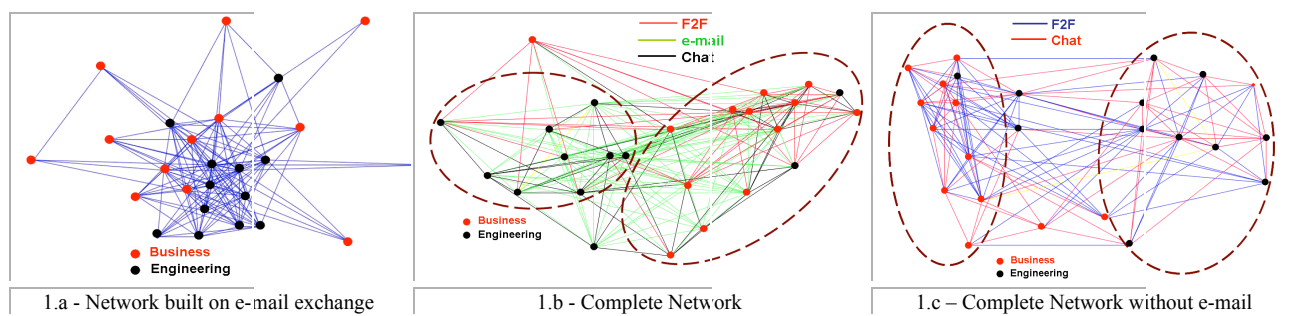 Business
Engineering
1.a - Network built on e-mail exchange
F2F
e-mail
Chat
Business
Engineering
1.b - Complete Network
F2F
Chat
Business
Engineering
1.c – Complete Network without e-mail